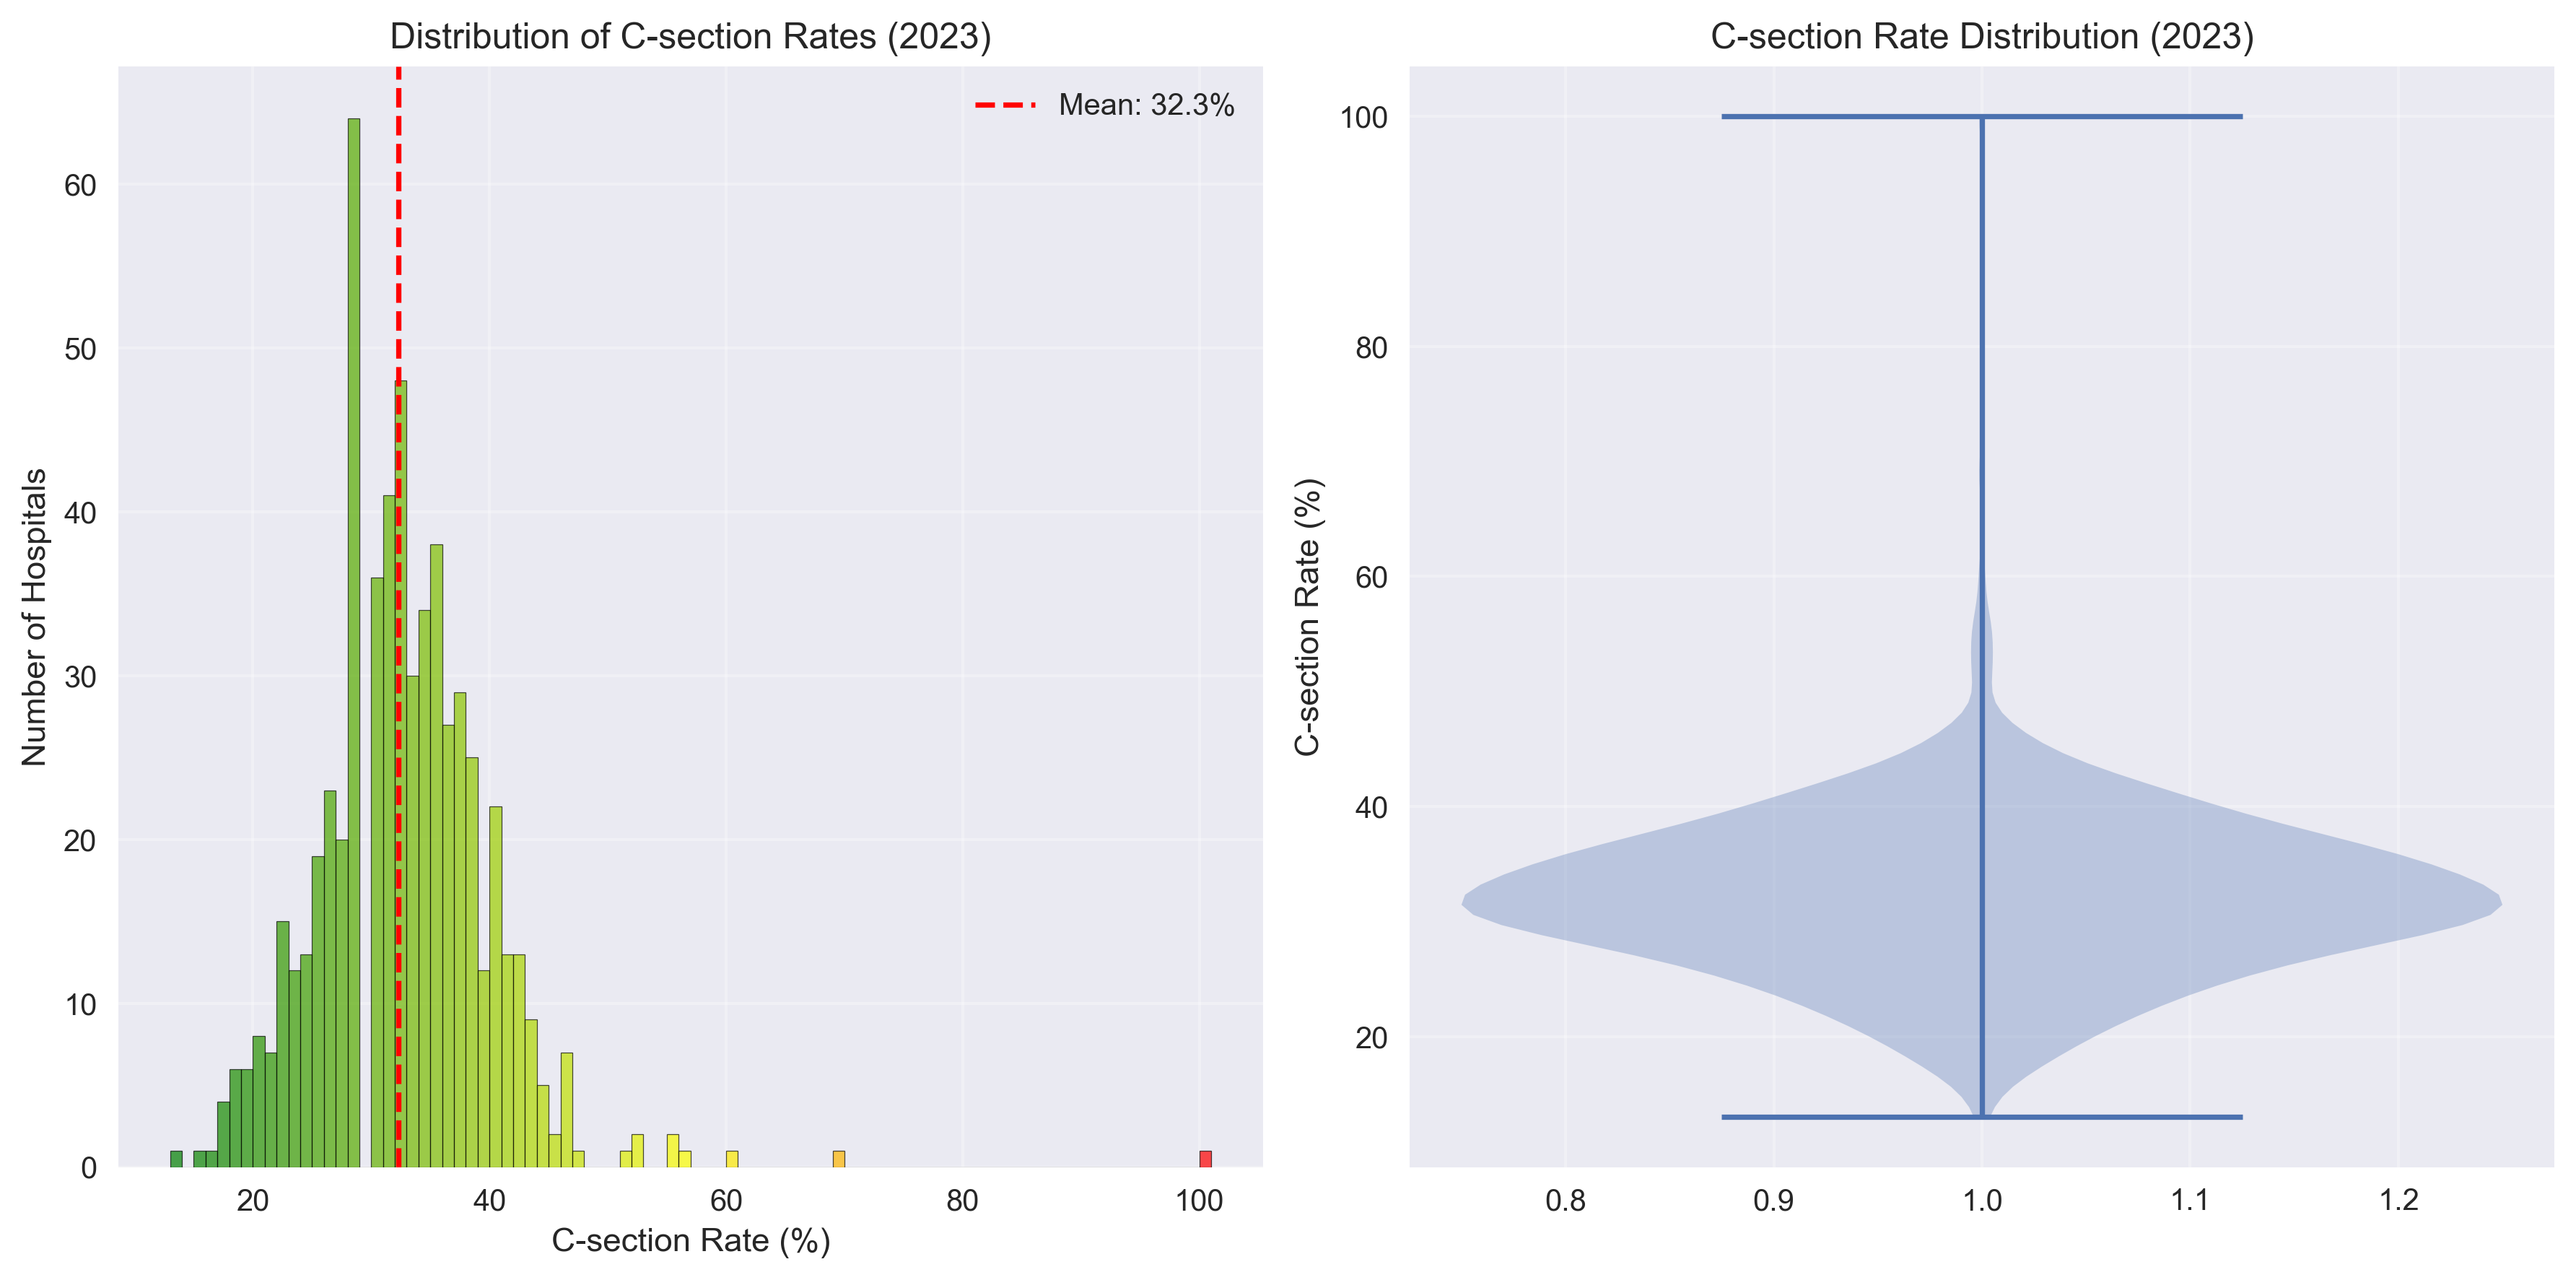 Distribution of C-section Rates (2023)
Mean: 32.3%
Number of Hospitals
60
50
40
30
20
10
0
20 40 60 80 100
C-section Rate (%)
C-section Rate Distribution (2023)
C-section Rate (%)
100
80
60
40
20
0.8 0.9 1.0 1.1 1.2